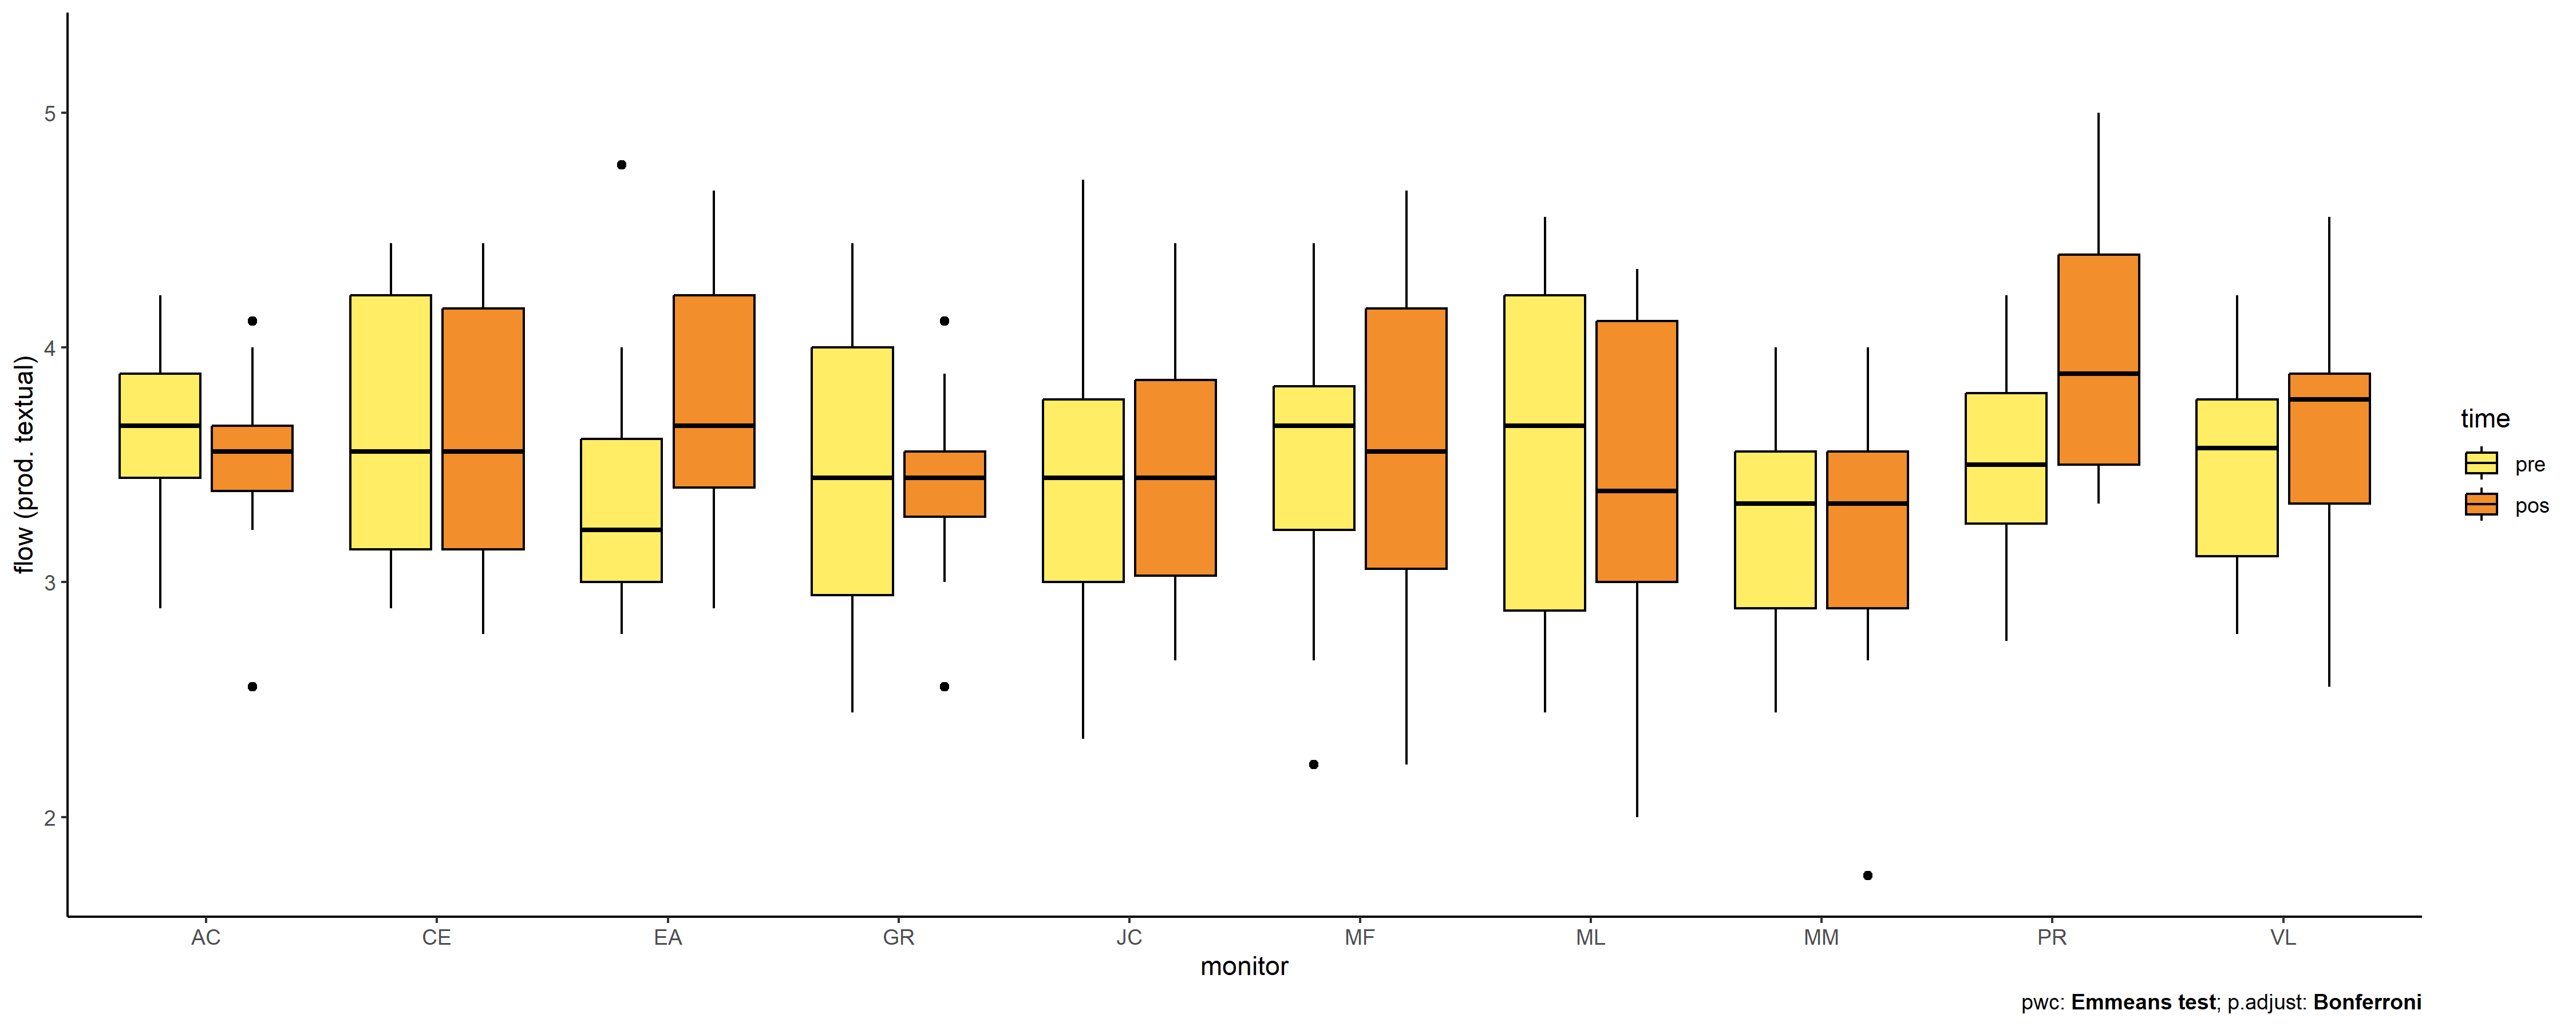 flow (prod. textual)
5
4
3
2
AC CE EA GR JC MF ML MM PR VL
monitor
time
pre
pos
pwc: Emmeans test; p.adjust: Bonferroni